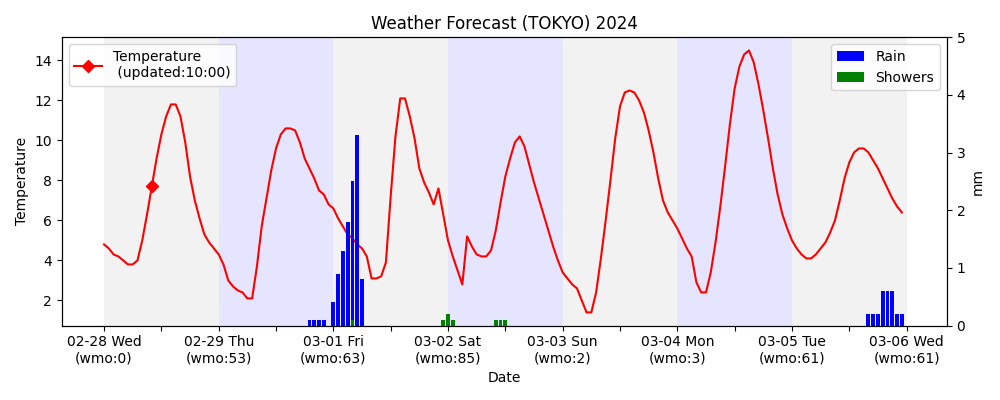 Weather Forecast (TOKYO) 2024
Temperature
(updated:10:00)
Rain
Showers
Temperature
14
12
10
8
6
4
2
5
4
3
2
1
0
mm
02-28 Wed
(wmo:0)
02-29 Thu
(wmo:53)
03-01 Fri
(wmo:63)
03-02 Sat
(wmo:85)
03-03 Sun
(wmo:2)
03-04 Mon
(wmo:3)
03-05 Tue
(wmo:61)
03-06 Wed
(wmo:61)
Date